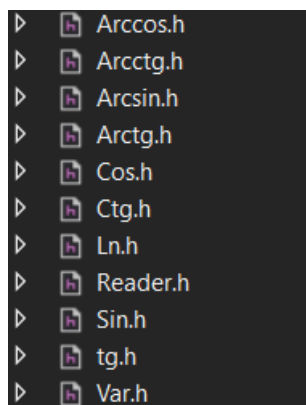 Arccos.h
Arcctg.h
Arcsin.h
Arctg.h
Cos.h
Ctg.h
Ln.h
Reader.h
Sin.h
tg.h
Var.h